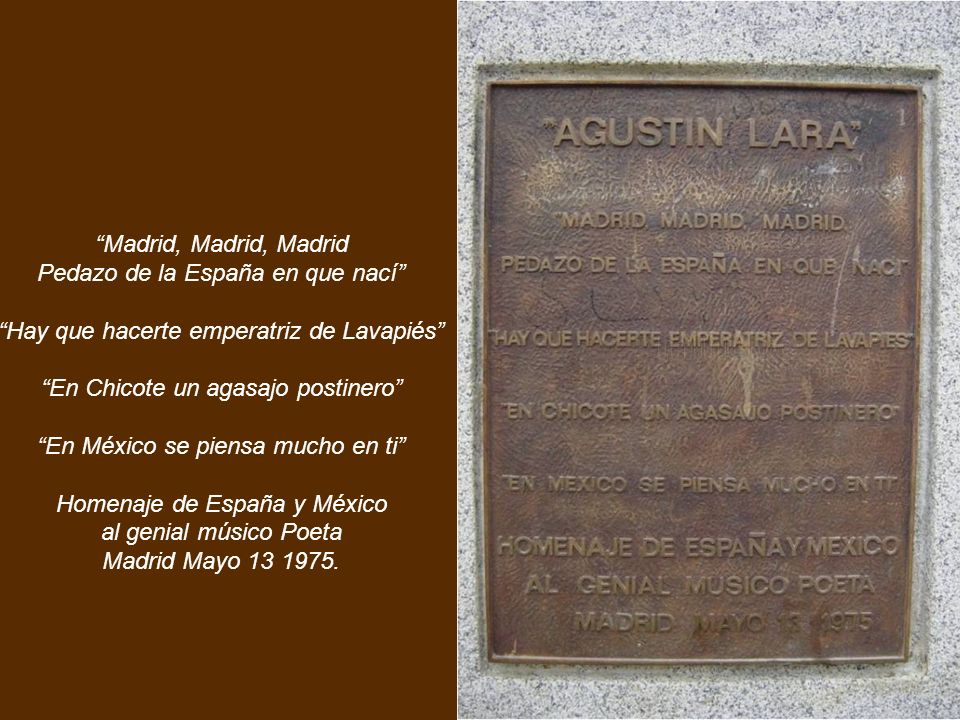 “Madrid, Madrid, Madrid
Pedazo de la España en que nací”
“Hay que hacerte emperatriz de Lavapiés”
“En Chicote un agasajo postinero”
“En México se piensa mucho en ti”
Homenaje de España y México
al genial músico Poeta
Madrid Mayo 13 1975.
"AGUSTIN LARA"
"MADRID, MADRID, MADRID,
PEDAZO DE LA ESPAÑA EN QUE NACI"
"HAY QUE HACERTE EMPERATRIZ DE LAVAPIES"
"EN CHICOTE UN AGASAJO POSTINERO"
"EN MEXICO SE PIENSA MUCHO EN TI"
HOMENAJE DE ESPAÑA Y MEXICO
AL GENIAL MUSICO POETA
MADRID MAYO 13 1975